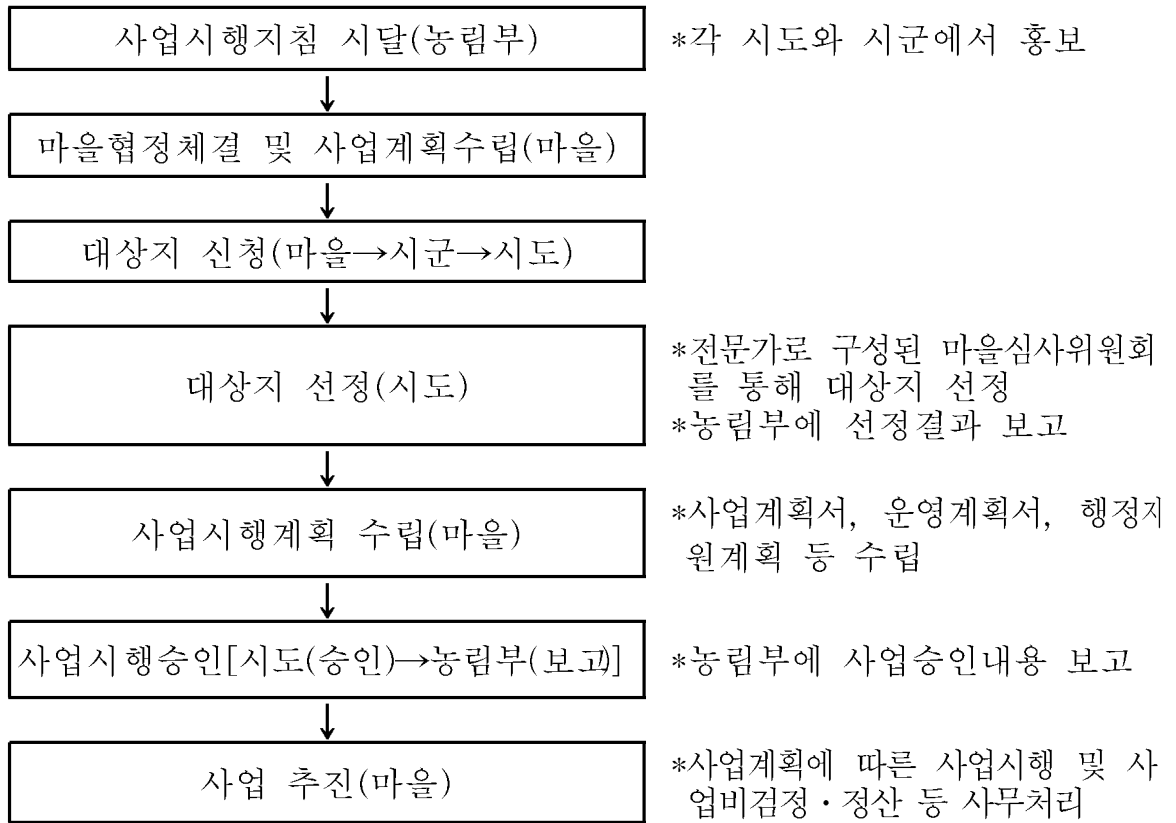 사업시행지침 시달(농림부)
*각 시도와 시군에서 홍보
↓
마을협정체결 및 사업계획수립(마을)
↓
대상지 신청(마을→시군→시도)
↓
대상지 선정(시도)
*전문가로 구성된 마을심사위원회
를 통해 대상지 선정
*농림부에 선정결과 보고
↓
사업시행계획 수립(마을)
*사업계획서, 운영계획서, 행정지
원계획 등 수립
↓
사업시행승인[시도(승인)→농림부(보고)]
*농림부에 사업승인내용 보고
↓
사업 추진(마을)
*사업계획에 따른 사업시행 및 사
업비검정·정산 등 사무처리